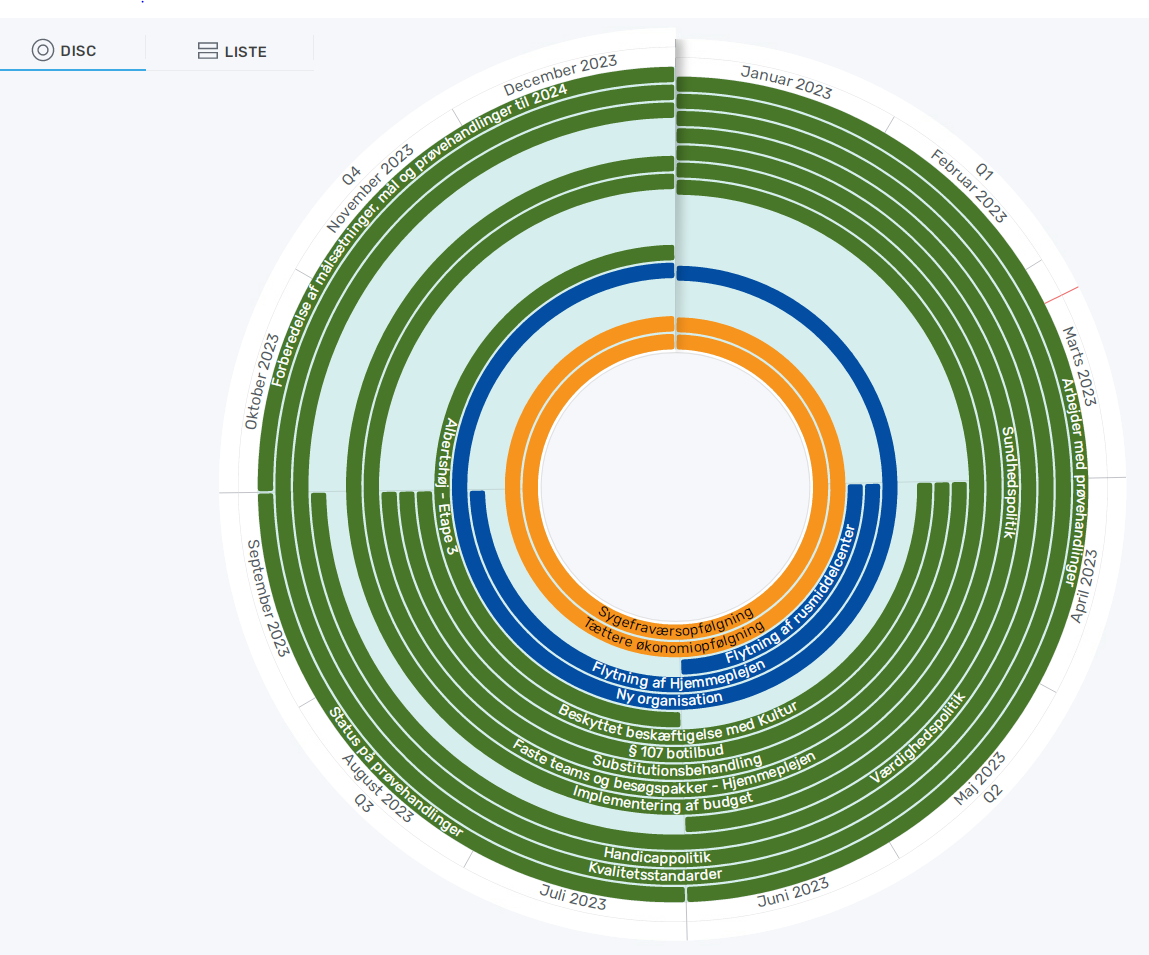 DISC
LISTE
Januar 2023
Februar 2023
Q1
Marts 2023
April 2023
Maj 2023
Q2
Juni 2023
Juli 2023
August 2023
Q3
September 2023
Oktober 2023
November 2023
Q4
December 2023
Forberedelse af målsætninger, mål og prøvehandlinger til 2024
Arbejder med prøvehandlinger
Sundhedspolitik
Værdighedspolitik
Albertshøj - Etape 3
Status på prøvehandlinger
Sygefraværsopfølgning
Tættere økonomiopfølgning
Flytning af rusmiddelcenter
Flytning af Hjemmeplejen
Ny organisation
Beskyttet beskæftigelse med Kultur
§ 107 botilbud
Substitutionsbehandling
Faste teams og besøgspakker - Hjemmeplejen
Implementering af budget
Handicappolitik
Kvalitetsstandarder